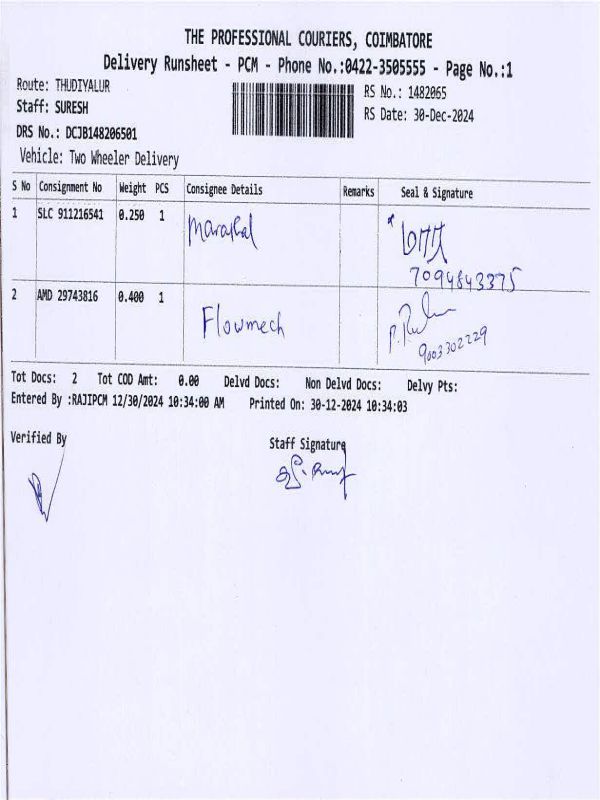 THE PROFESSIONAL COURIERS, COIMBATORE
Delivery Runsheet - PCM - Phone No.:0422-3505555 - Page No.:1
Route: THUDIYALUR
RS No.: 1482065
Staff: SURESH
RS Date: 30-Dec-2024
DRS No.: DCJB148206501
Vehicle: Two Wheeler Delivery
S No Consignment No Weight PCS Consignee Details Remarks Seal & Signature
1 SLC 911216541 0.250 1
7094843375
2 AMD 29743816 0.400 1 Flowmech
9003302229
Tot Docs: 2 Tot COD Amt: 0.00 Delvd Docs: Non Delvd Docs: Delvy Pts:
Entered By :RAJIPCM 12/30/2024 10:34:00 AM Printed On: 30-12-2024 10:34:03
Verified By
Staff Signature